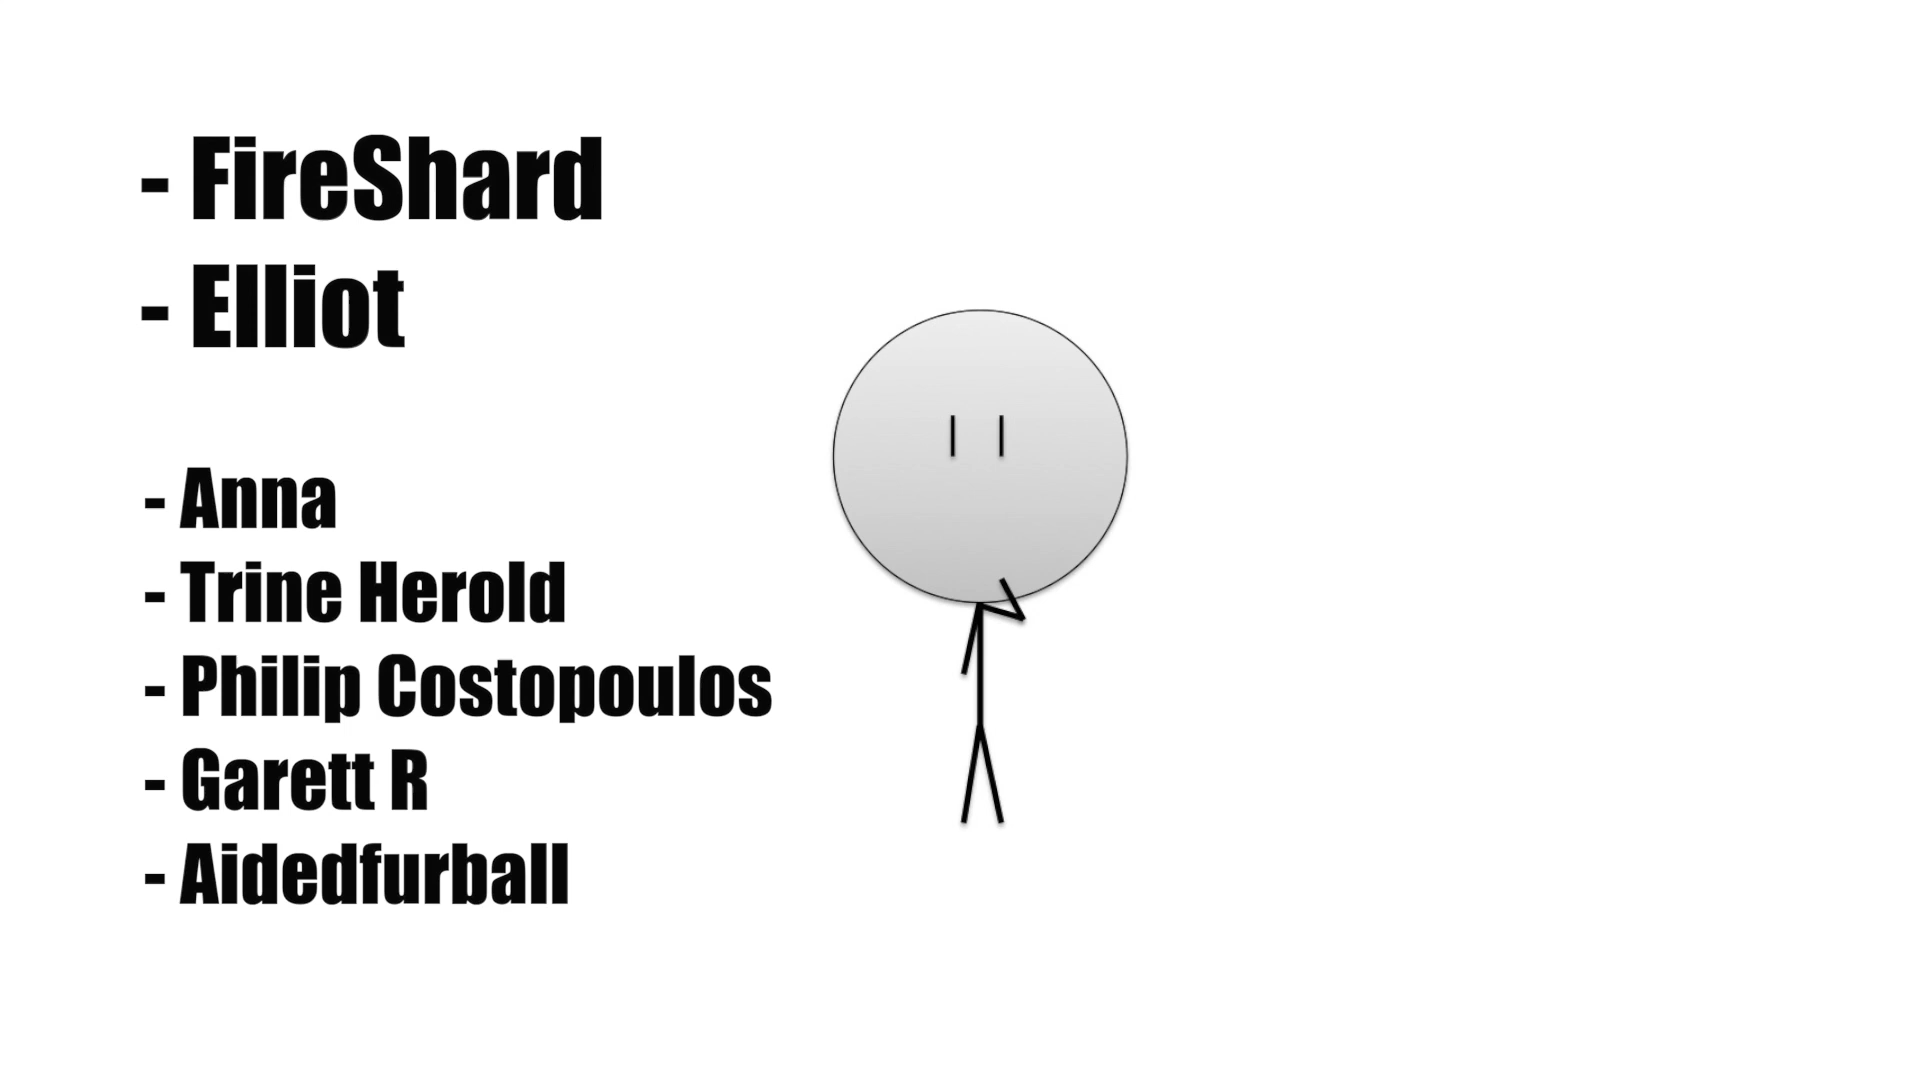 - FireShard
- Elliot
- Anna
- Trine Herold
- Philip Costopoulos
- Garett R
- Aidedfurball